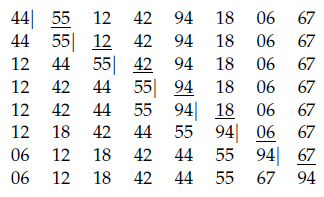 44| 55 12 42 94 18 06 67
44 55| 12 42 94 18 06 67
12 44 55| 42 94 18 06 67
12 42 44 55| 94 18 06 67
12 42 44 55 94| 18 06 67
12 18 42 44 55 94| 06 67
06 12 18 42 44 55 94| 67
06 12 18 42 44 55 67 94